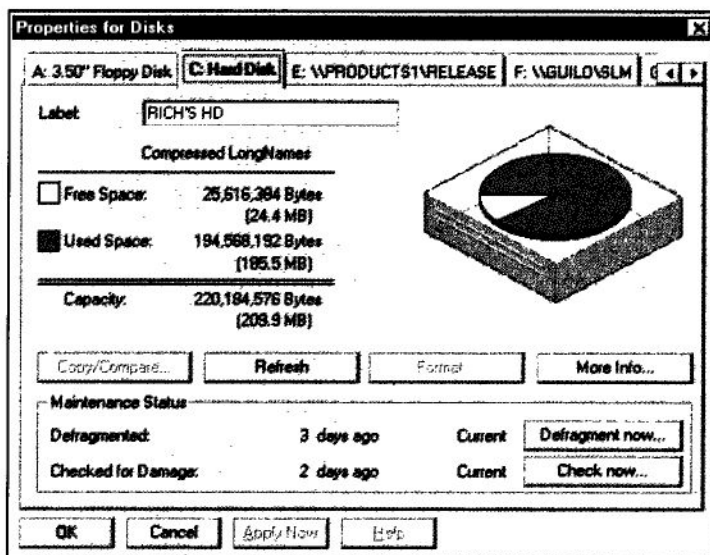 Properties for Disks
A: 3.50" Floppy Disk C: Hard Disk E: \\PRODUCTS1\RELEASE F: \\GUILO\SLM
Label: RICH'S HD
Compressed LongNames
Free Space: 25,616,384 Bytes
(24.4 MB)
Used Space: 194,568,192 Bytes
(185.5 MB)
Capacity: 220,184,576 Bytes
(209.9 MB)
Copy/Compare... Refresh Format More Info...
Maintenance Status
Defragmented: 3 days ago Current Defragment now...
Checked for Damage: 2 days ago Current Check now...
OK Cancel Apply Now Help